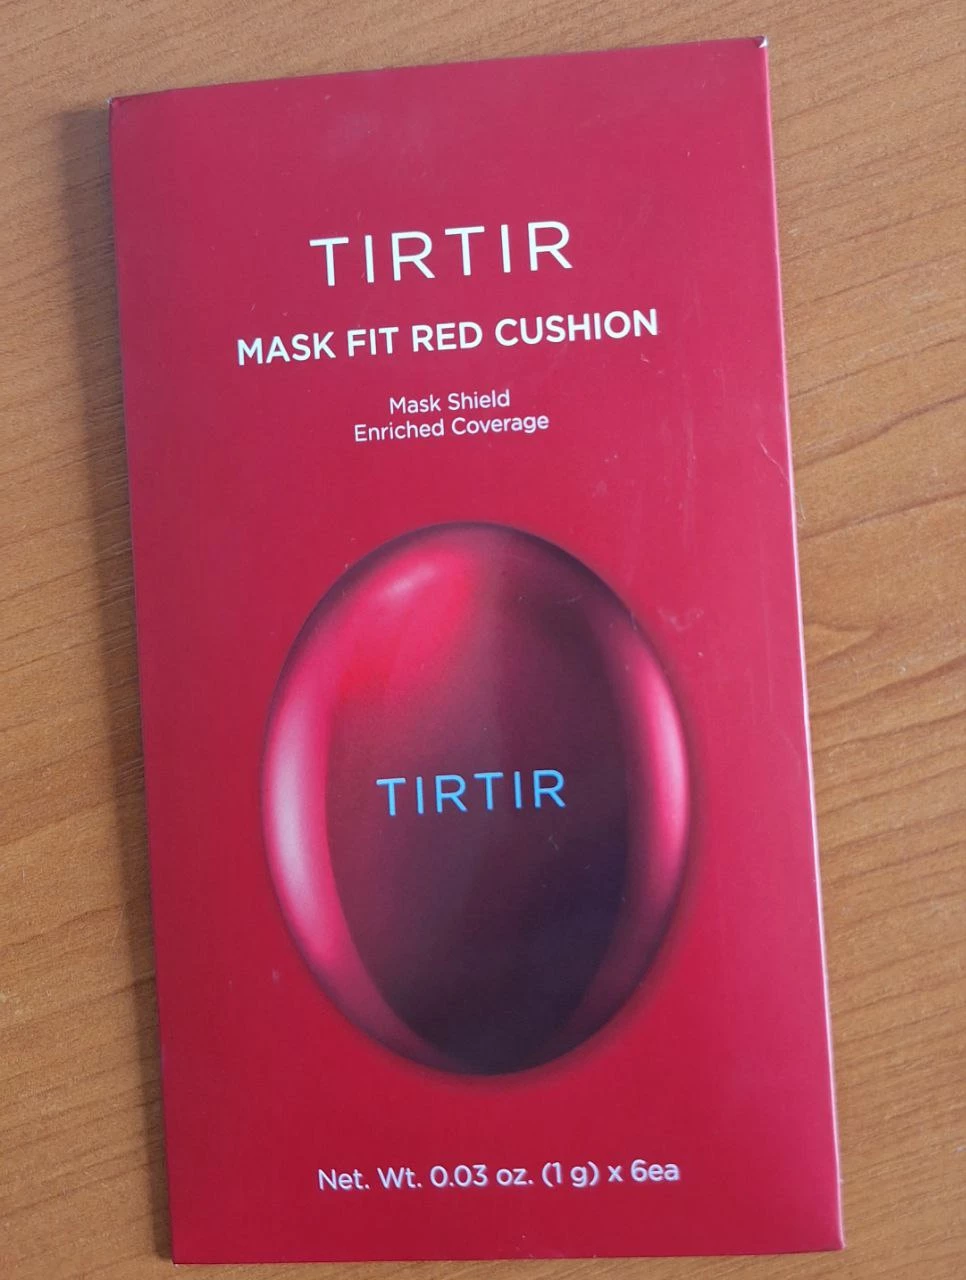 TIRTIR
MASK FIT RED CUSHION
Mask Shield
Enriched Coverage
TIRTIR
Net. Wt. 0.03 oz. (1 g) x 6ea